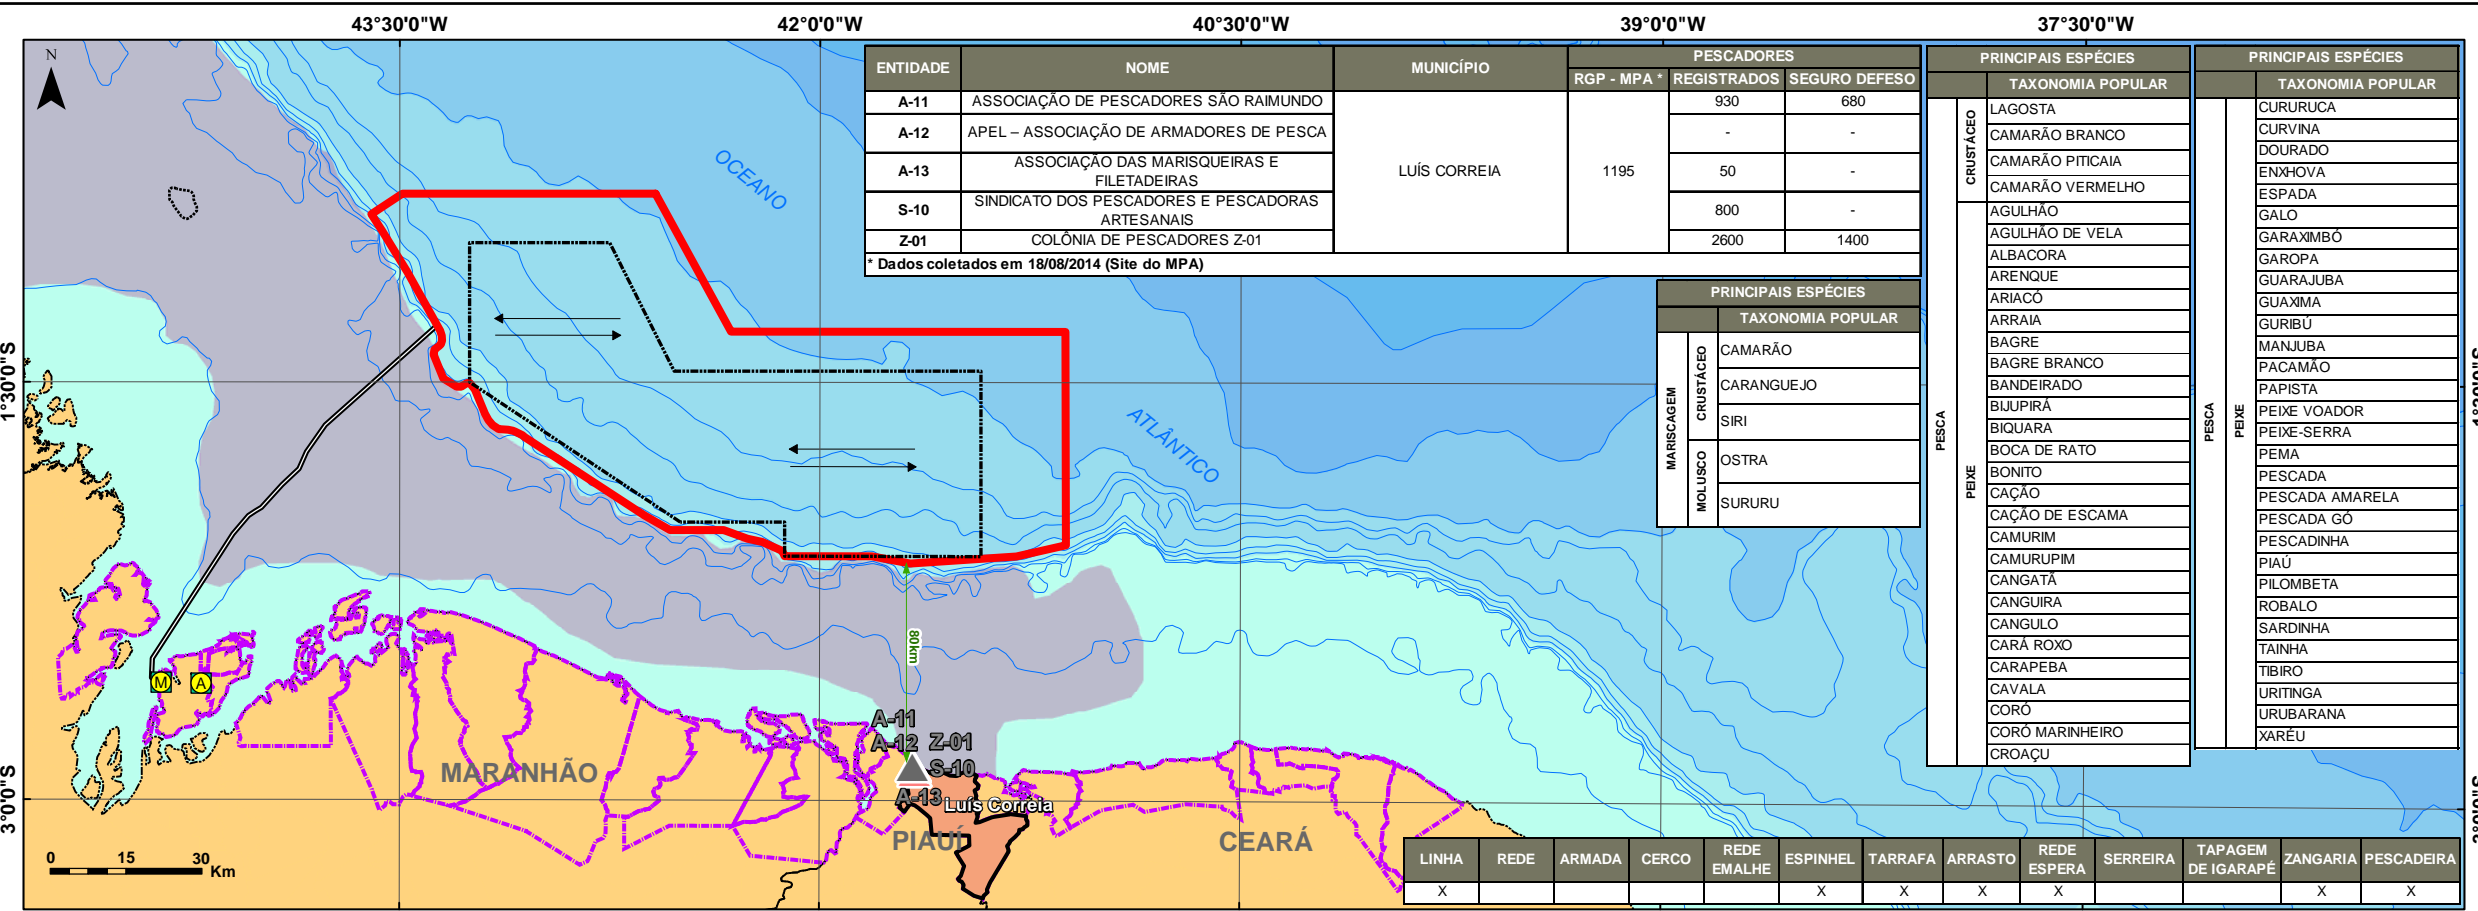 43°30'0"W 42°0'0"W 40°30'0"W 39°0'0"W 37°30'0"W
N
1°30'0"S
3°0'0"S
OCEANO
ATLÂNTICO
ENTIDADE NOME MUNICÍPIO PESCADORES
RGP - MPA * REGISTRADOS SEGURO DEFESO
A-11 ASSOCIAÇÃO DE PESCADORES SÃO RAIMUNDO 930 680
A-12 APEL – ASSOCIAÇÃO DE ARMADORES DE PESCA - -
A-13 ASSOCIAÇÃO DAS MARISQUEIRAS E FILETADEIRAS LUÍS CORREIA 1195 50 -
S-10 SINDICATO DOS PESCADORES E PESCADORAS ARTESANAIS 800 -
Z-01 COLÔNIA DE PESCADORES Z-01 2600 1400
* Dados coletados em 18/08/2014 (Site do MPA)
PRINCIPAIS ESPÉCIES
TAXONOMIA POPULAR
MARISCAGEM
CRUSTÁCEO
CAMARÃO
CARANGUEJO
SIRI
MOLUSCO
OSTRA
SURURU
PRINCIPAIS ESPÉCIES
TAXONOMIA POPULAR
PESCA
CRUSTÁCEO
LAGOSTA
CAMARÃO BRANCO
CAMARÃO PITICAIA
CAMARÃO VERMELHO
PEIXE
AGULHÃO
AGULHÃO DE VELA
ALBACORA
ARENQUE
ARIACÓ
ARRAIA
BAGRE
BAGRE BRANCO
BANDEIRADO
BIJUPIRÁ
BIQUARA
BOCA DE RATO
BONITO
CAÇÃO
CAÇÃO DE ESCAMA
CAMURIM
CAMURUPIM
CANGATÃ
CANGUIRA
CANGULO
CARÁ ROXO
CARAPEBA
CAVALA
CORÓ
CORÓ MARINHEIRO
CROAÇU
PRINCIPAIS ESPÉCIES
TAXONOMIA POPULAR
PESCA
PEIXE
CURURUCA
CURVINA
DOURADO
ENXHOVA
ESPADA
GALO
GARAXIMBÓ
GAROPA
GUARAJUBA
GUAXIMA
GURIBÚ
MANJUBA
PACAMÃO
PAPISTA
PEIXE VOADOR
PEIXE-SERRA
PEMA
PESCADA
PESCADA AMARELA
PESCADA GÓ
PESCADINHA
PIAÚ
PILOMBETA
ROBALO
SARDINHA
TAINHA
TIBIRO
URITINGA
URUBARANA
XARÉU
80 km
M A
A-11
A-12 Z-01
S-10
A-13 Luís Correia
MARANHÃO
PIAUÍ
CEARÁ
0 15 30
Km
LINHA REDE ARMADA CERCO REDE EMALHE ESPINHEL TARRAFA ARRASTO REDE ESPERA SERREIRA TAPAGEM DE IGARAPÉ ZANGARIA PESCADEIRA
X X X X X X X